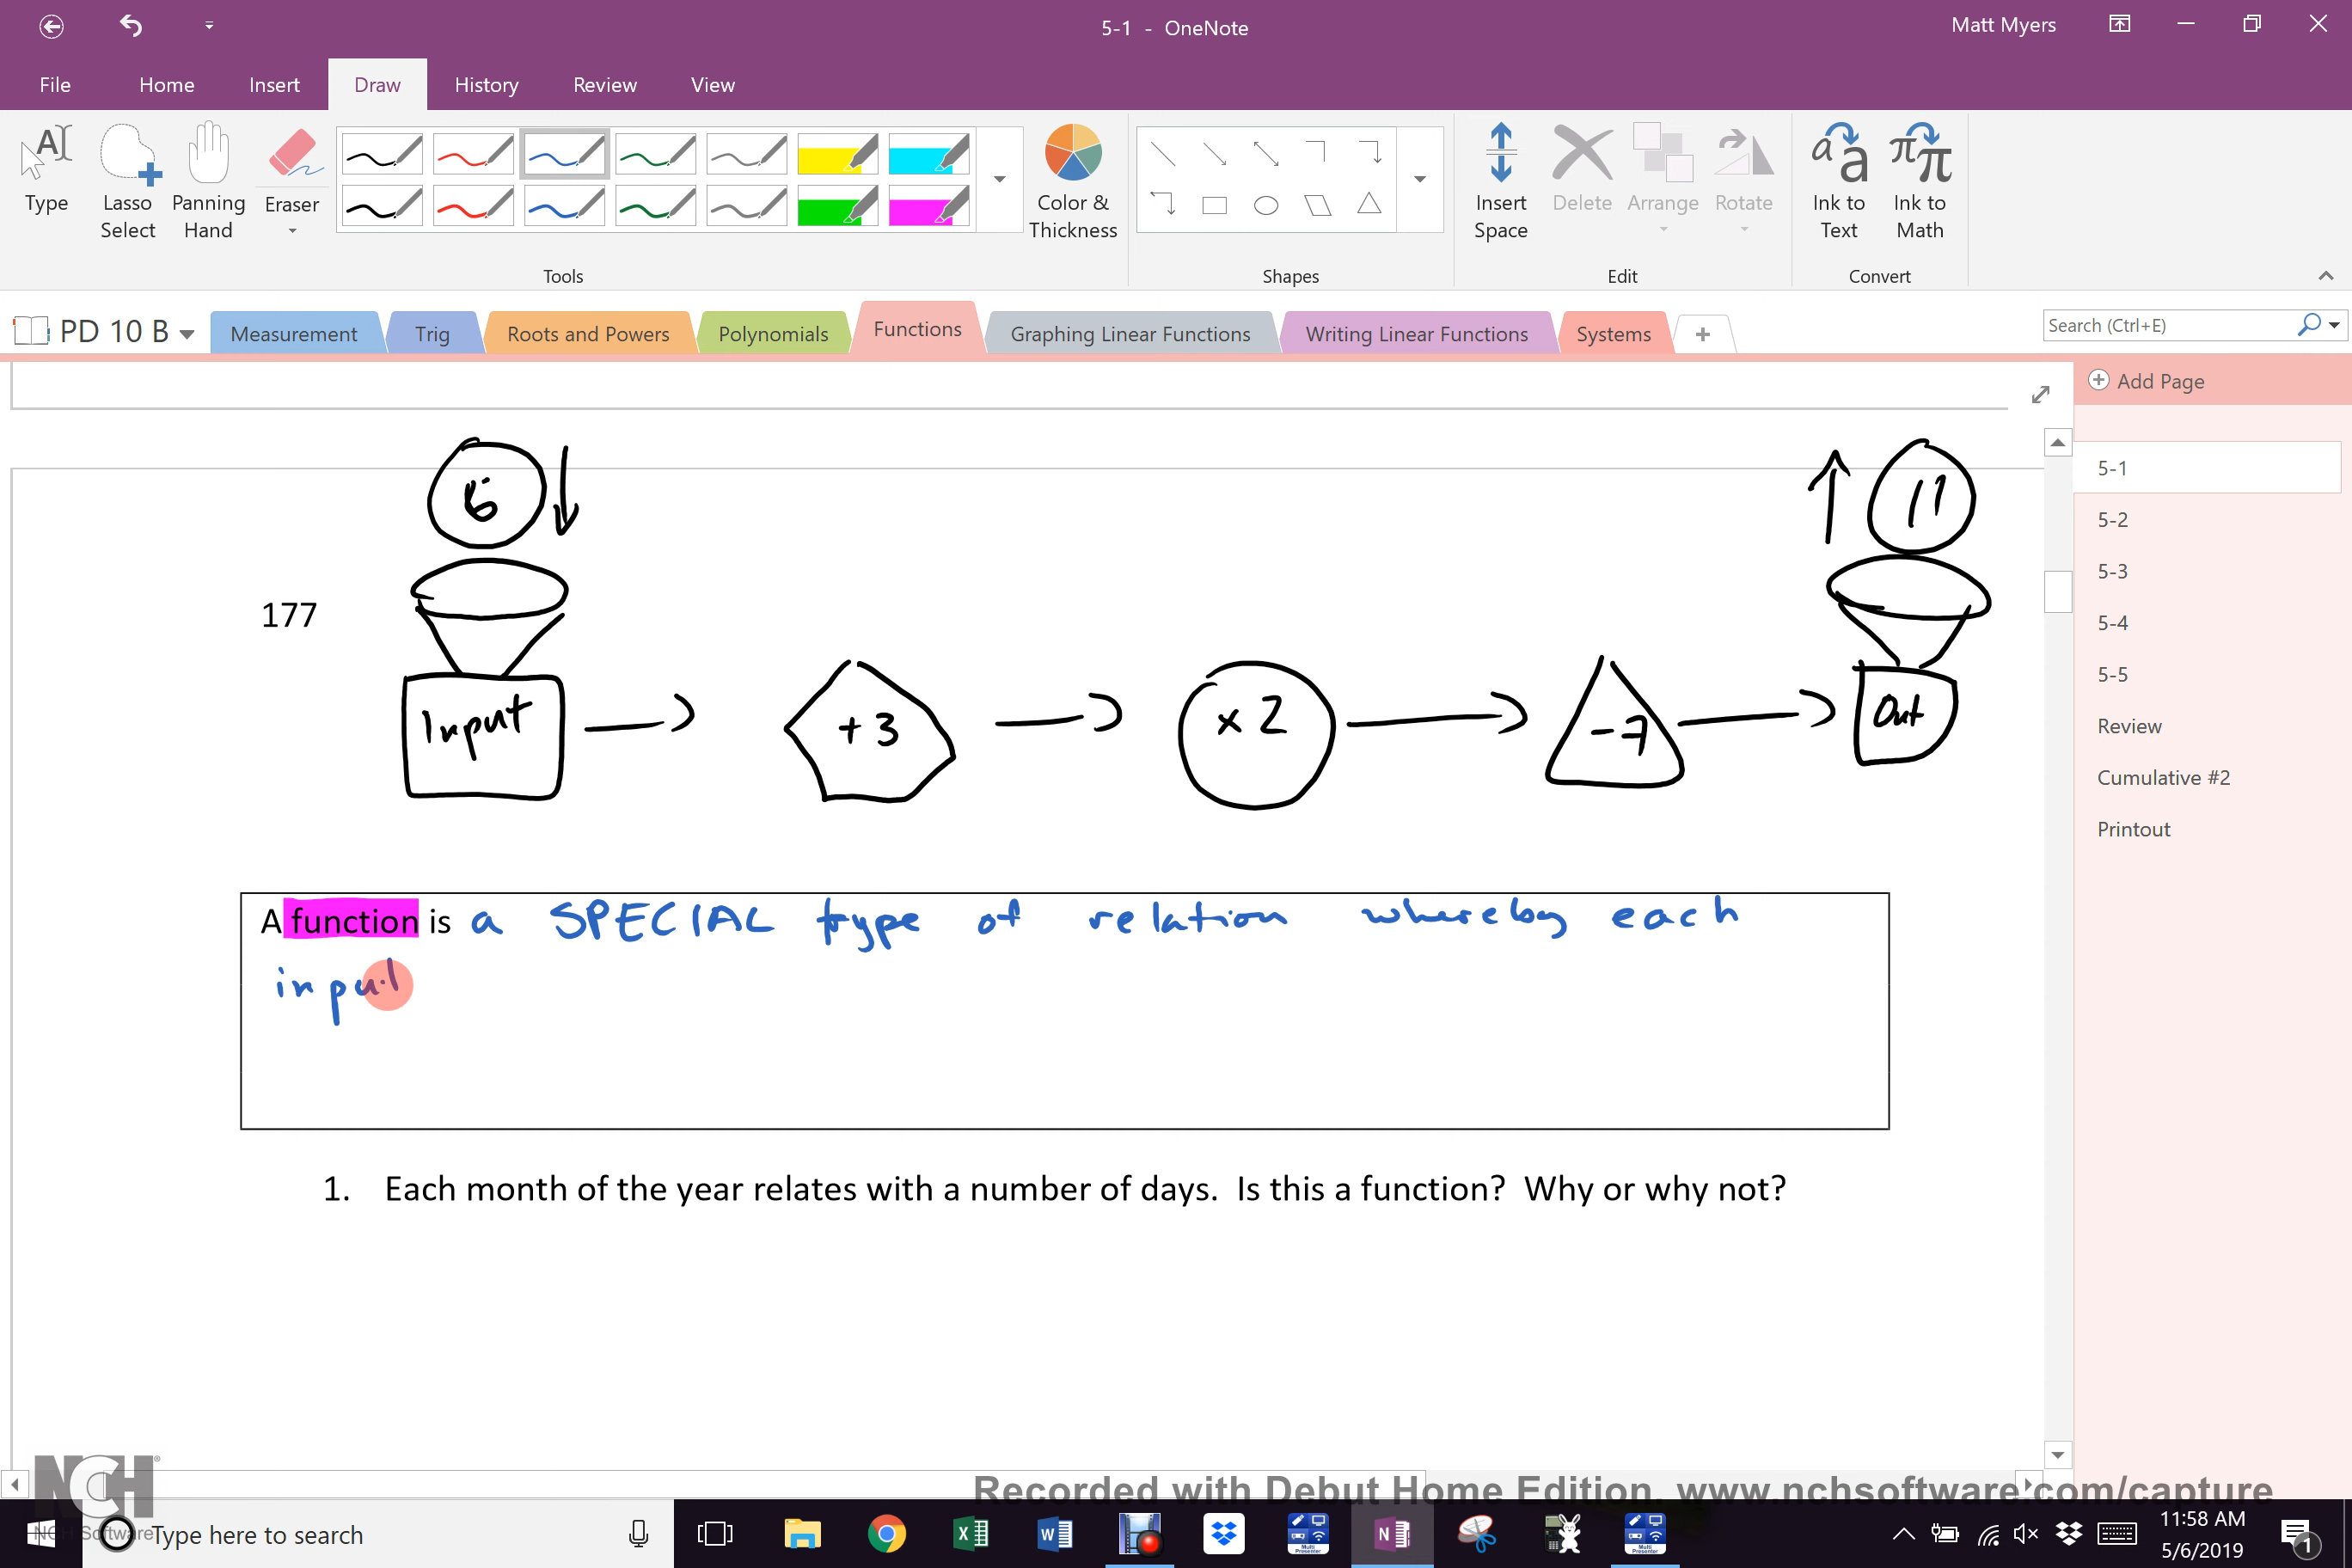 5-1 - OneNote
Matt Myers
File Home Insert Draw History Review View
Type
Lasso Select
Panning Hand
Eraser
Color & Thickness
Insert Space
Delete
Arrange
Rotate
Ink to Text
Ink to Math
Tools
Shapes
Edit
Convert
PD 10 B
Measurement
Trig
Roots and Powers
Polynomials
Functions
Graphing Linear Functions
Writing Linear Functions
Systems
Search (Ctrl+E)
Add Page
5-1
5-2
5-3
5-4
5-5
Review
Cumulative #2
Printout
6
11
177
Input
+3
x 2
-7
Out
A function is a SPECIAL type of relation whereby each
input
1. Each month of the year relates with a number of days. Is this a function? Why or why not?
NCH
NCH Software
Recorded with Debut Home Edition. www.nchsoftware.com/capture
Type here to search
11:58 AM
5/6/2019
1